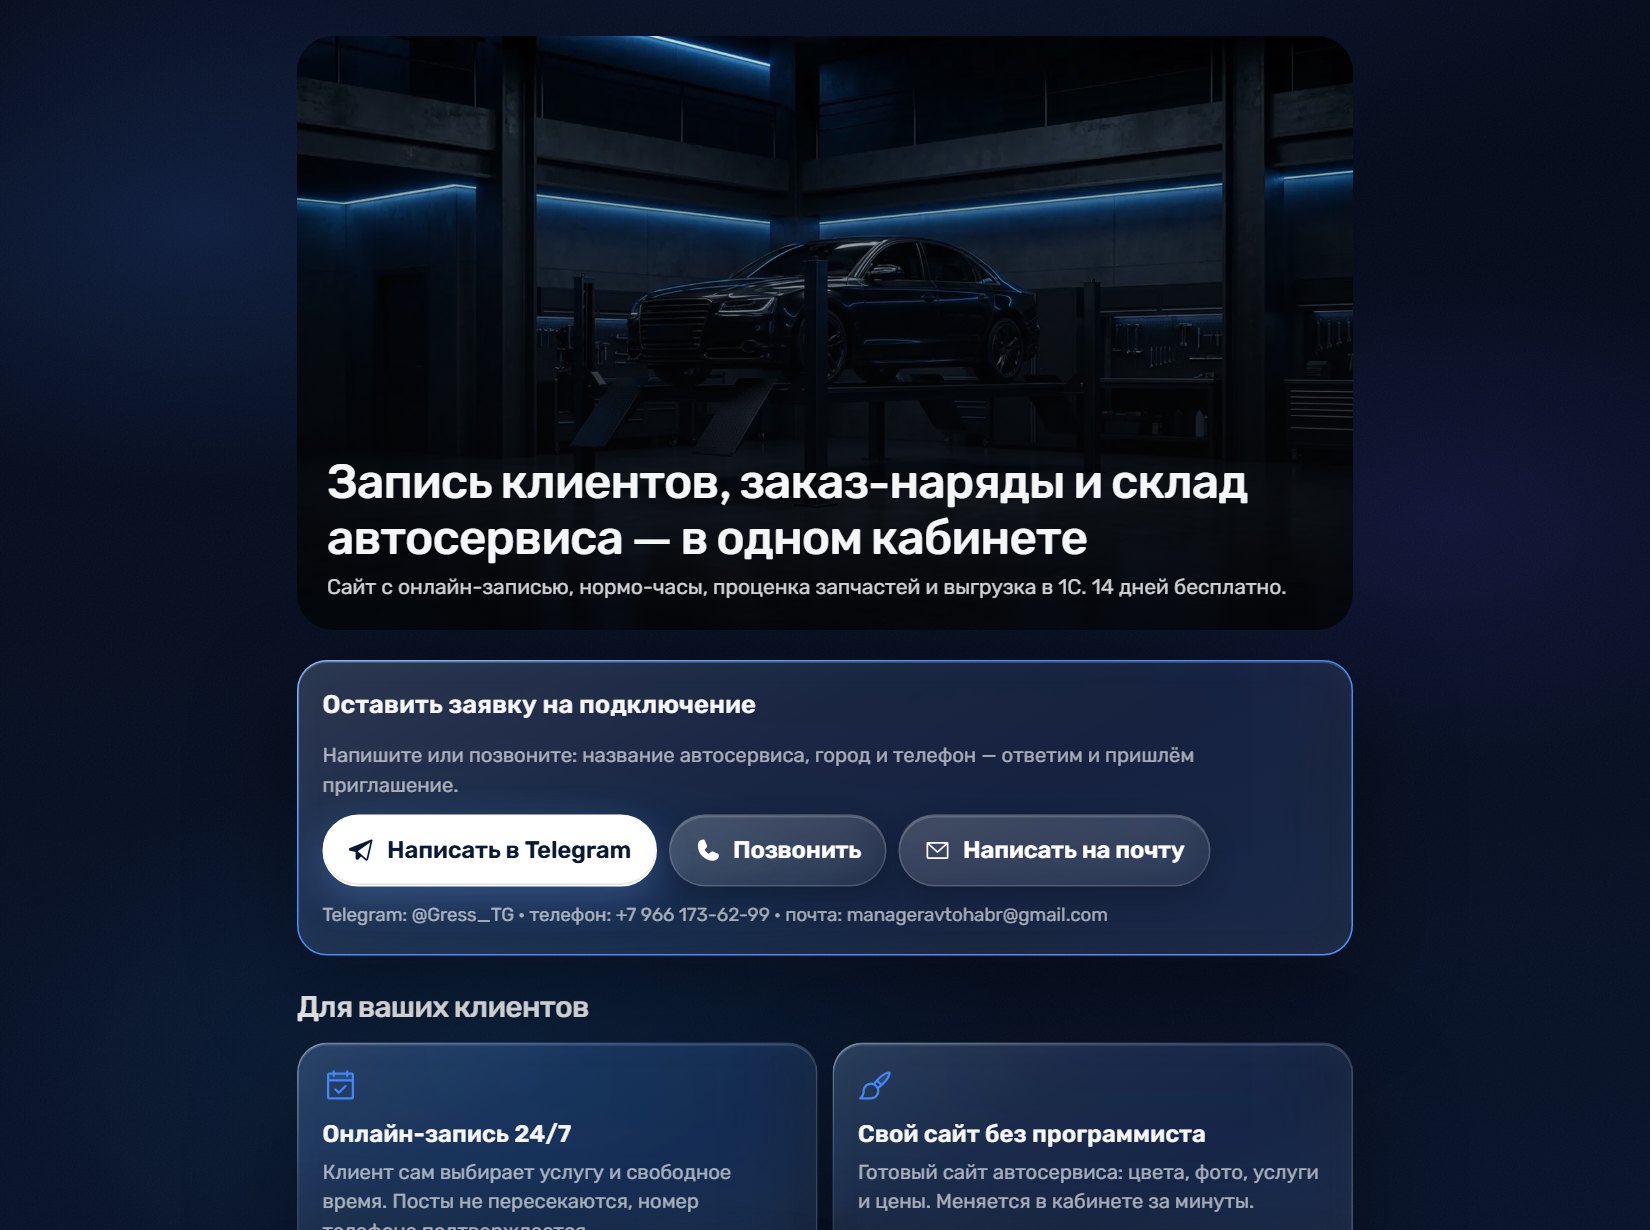 Запись клиентов, заказ-наряды и склад
автосервиса — в одном кабинете
Сайт с онлайн-записью, нормо-часы, проценка запчастей и выгрузка в 1С. 14 дней бесплатно.
Оставить заявку на подключение
Напишите или позвоните: название автосервиса, город и телефон — ответим и пришлём
приглашение.
Написать в Telegram
Позвонить
Написать на почту
Telegram: @Gress_TG • телефон: +7 966 173-62-99 • почта: manageravtohabr@gmail.com
Для ваших клиентов
Онлайн-запись 24/7
Клиент сам выбирает услугу и свободное
время. Посты не пересекаются, номер
Свой сайт без программиста
Готовый сайт автосервиса: цвета, фото, услуги
и цены. Меняется в кабинете за минуты.